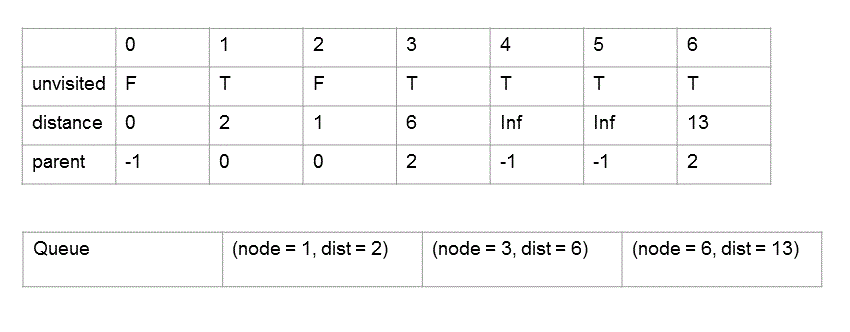 0 1 2 3 4 5 6
unvisited F T F T T T T
distance 0 2 1 6 Inf Inf 13
parent -1 0 0 2 -1 -1 2
Queue (node = 1, dist = 2) (node = 3, dist = 6) (node = 6, dist = 13)